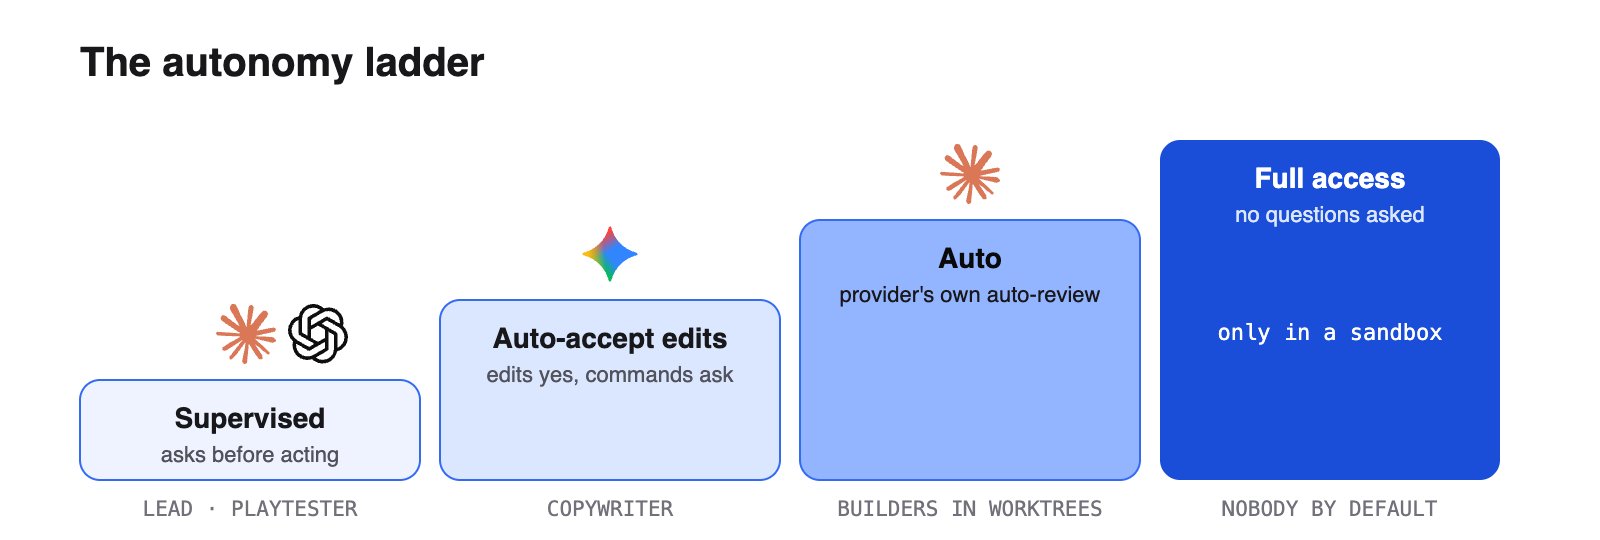 The autonomy ladder
Supervised
asks before acting
LEAD · PLAYTESTER
Auto-accept edits
edits yes, commands ask
COPYWRITER
Auto
provider's own auto-review
BUILDERS IN WORKTREES
Full access
no questions asked
only in a sandbox
NOBODY BY DEFAULT